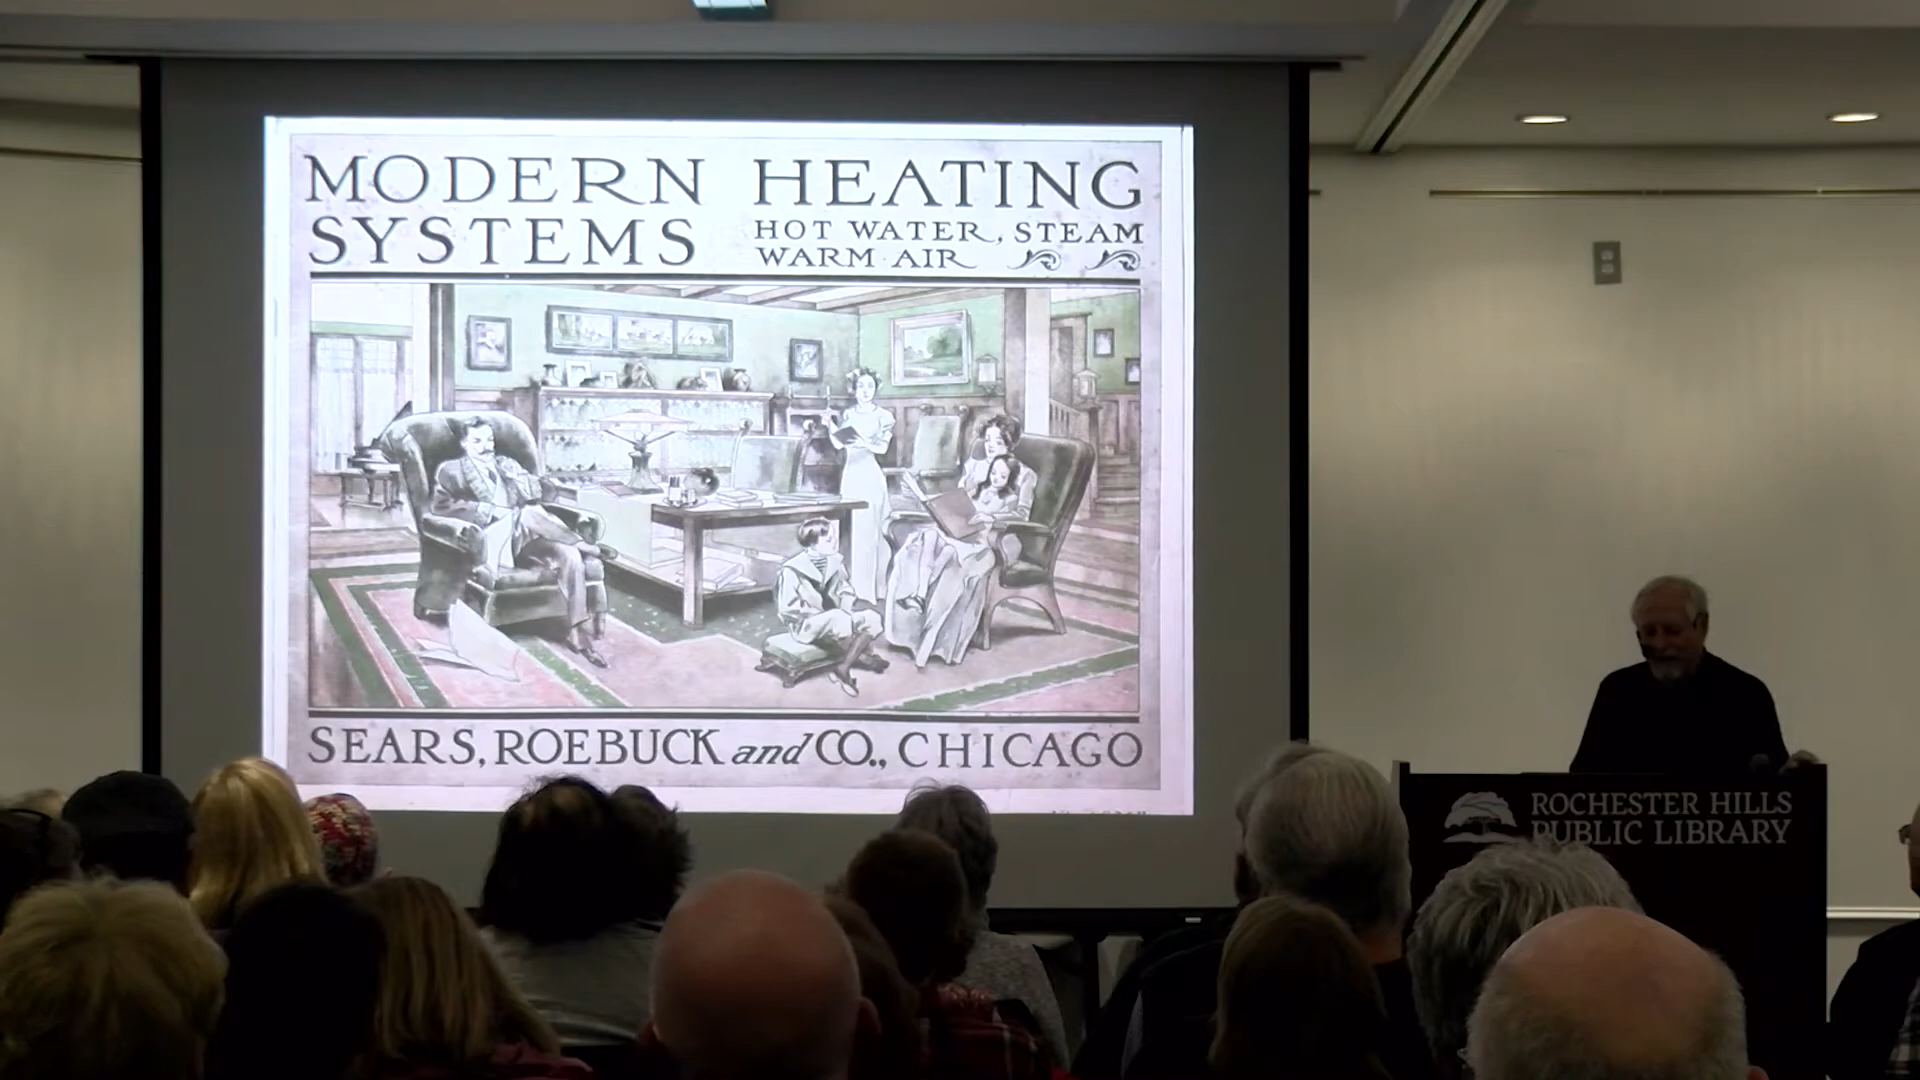 MODERN HEATING
SYSTEMS
HOT WATER, STEAM
WARM AIR
SEARS, ROEBUCK and CO., CHICAGO
ROCHESTER HILLS
PUBLIC LIBRARY